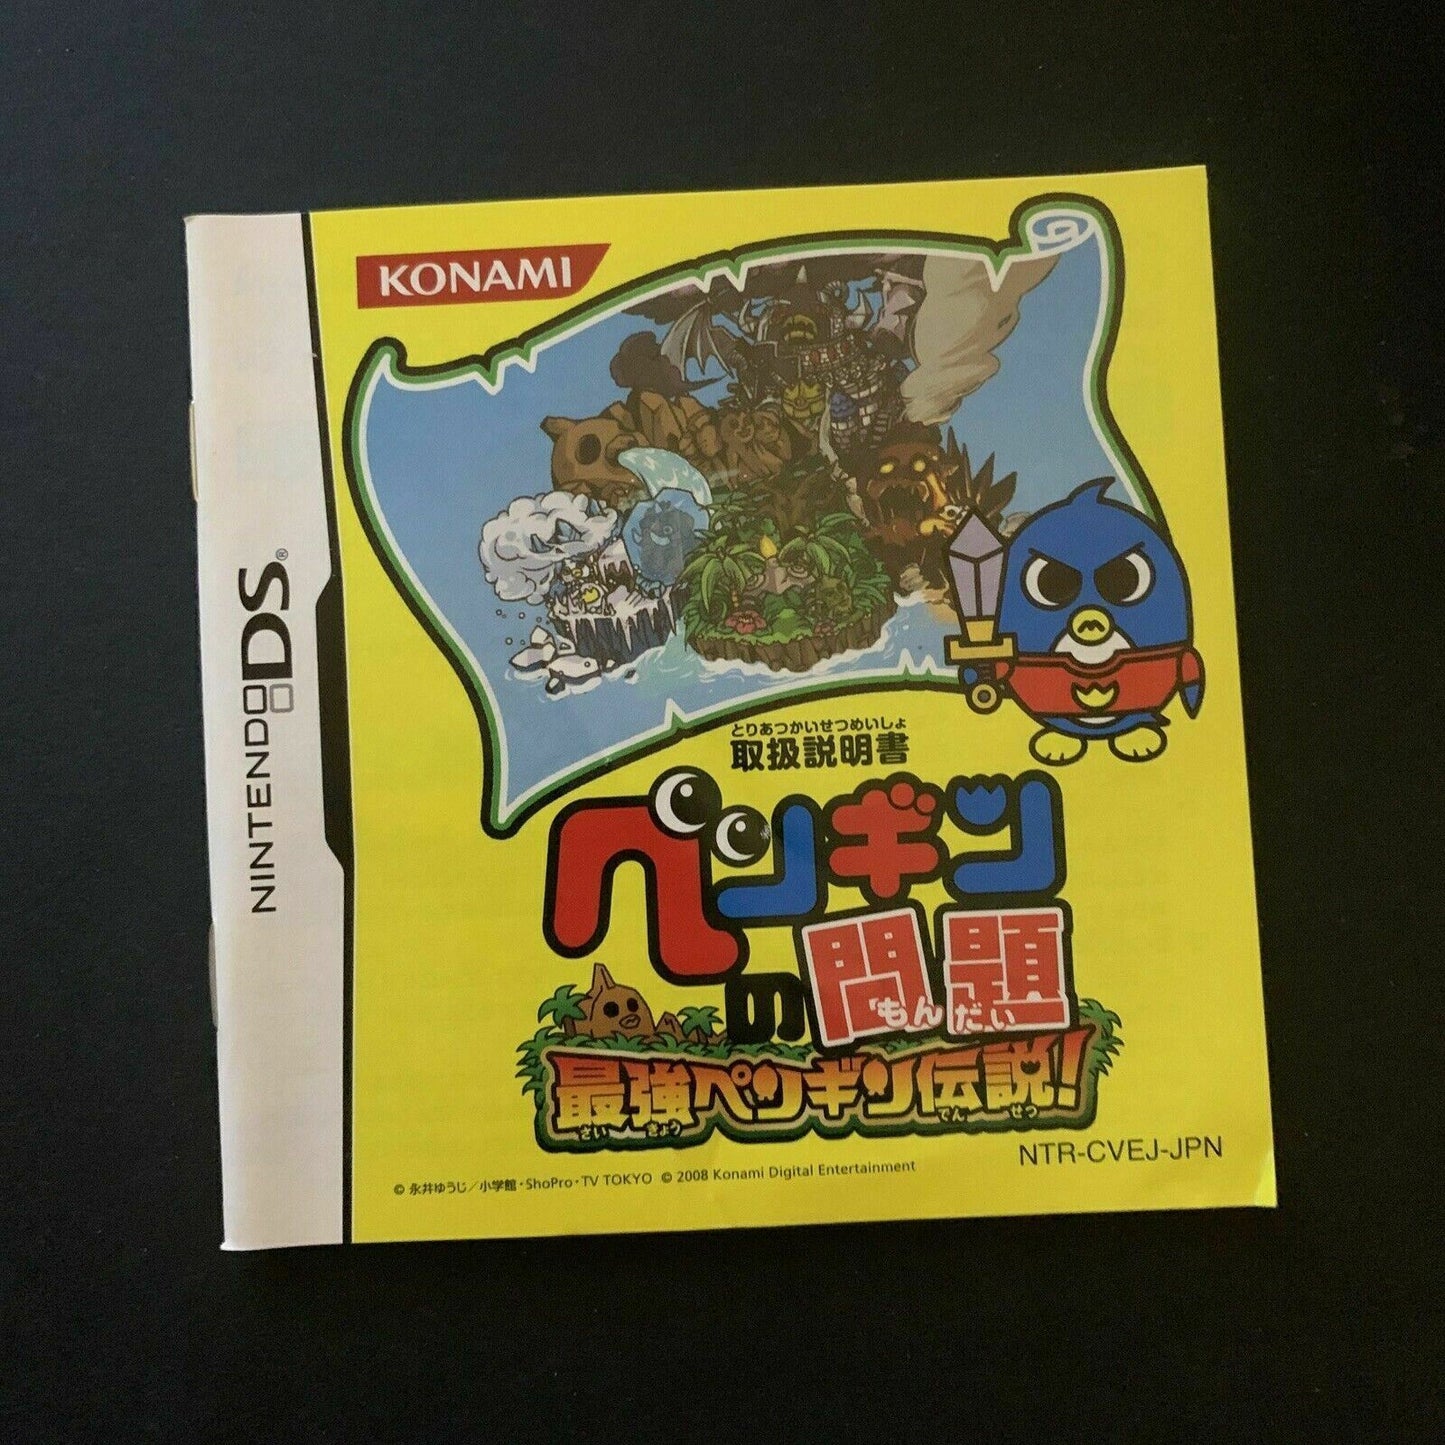 KONAMI
NINTENDO DS®
とりあつかいせつめいしょ
取扱説明書
ペンギン
の問題
もんだい
最強ペンギン伝説!
さい きょう でん せつ
NTR-CVEJ-JPN
© 永井ゆうじ/小学館・ShoPro・TV TOKYO © 2008 Konami Digital Entertainment